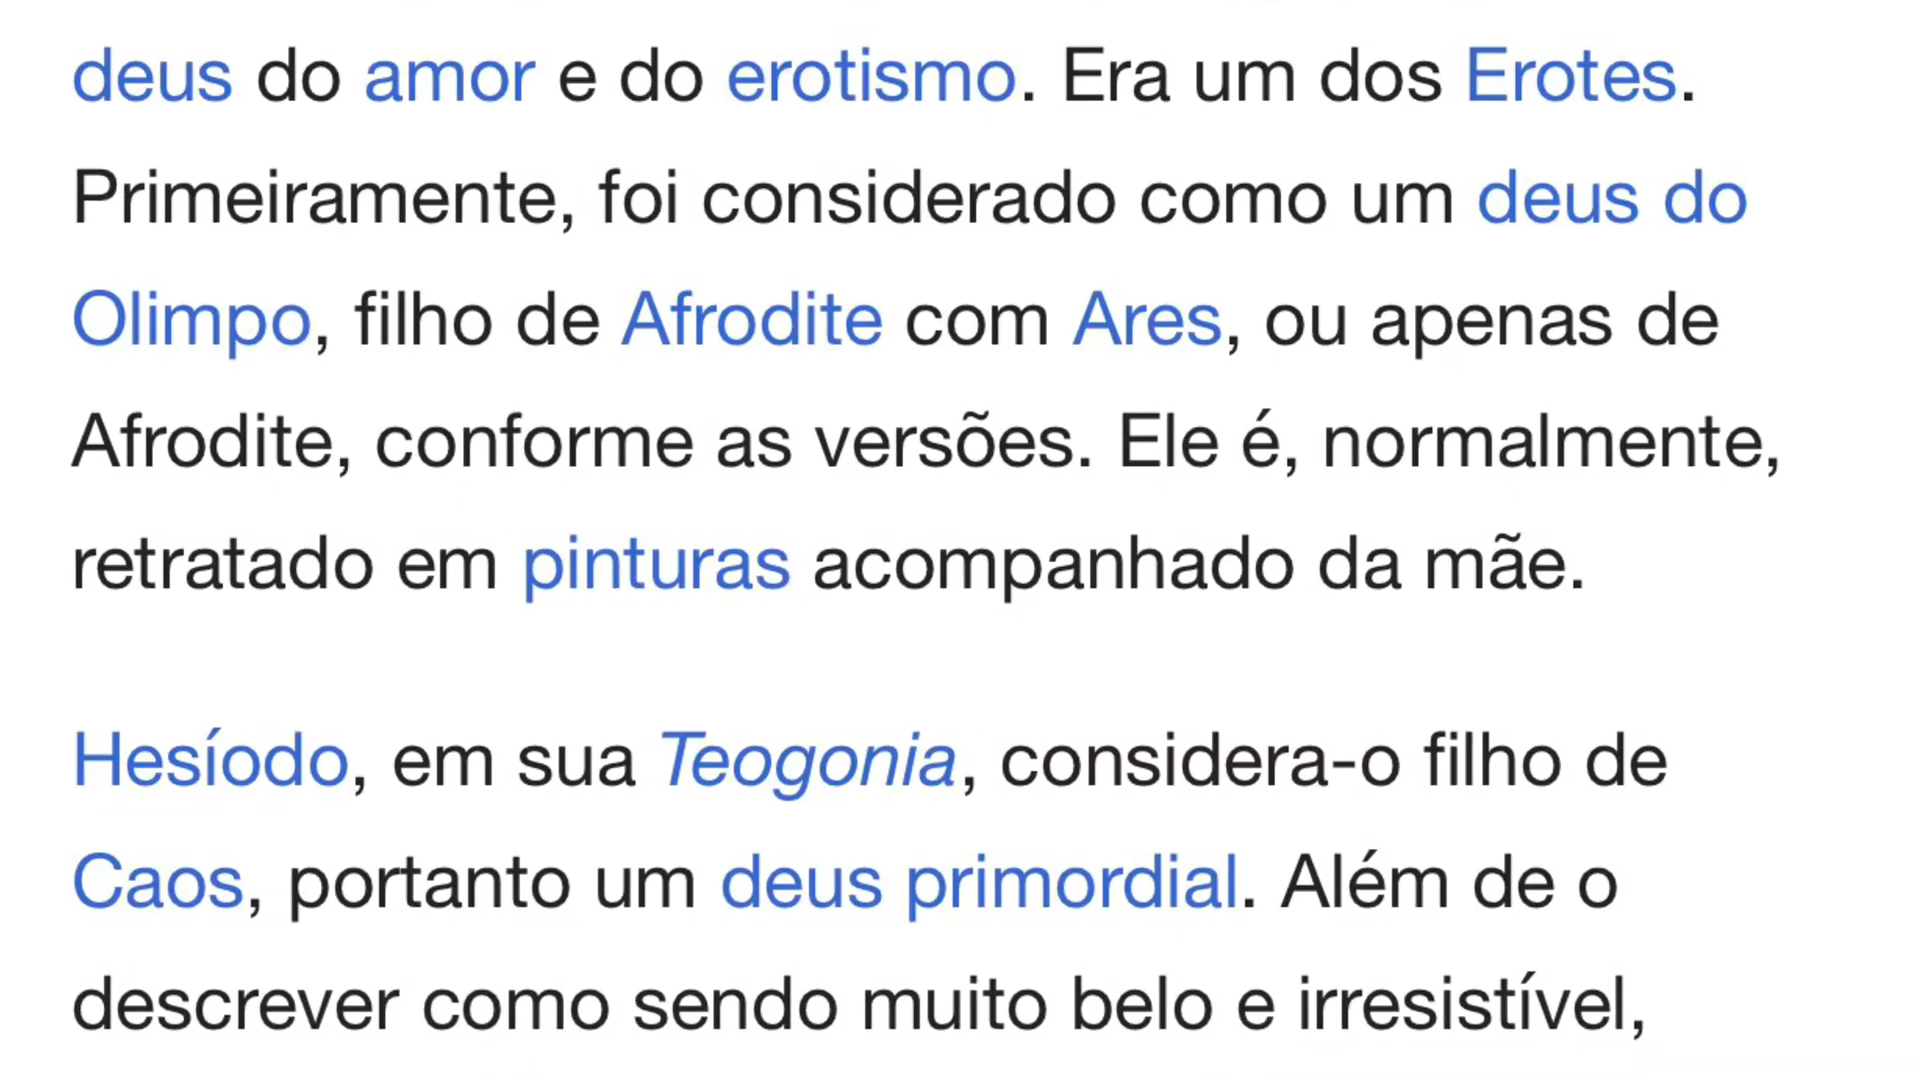 deus do amor e do erotismo. Era um dos Erotes.
Primeiramente, foi considerado como um deus do
Olimpo, filho de Afrodite com Ares, ou apenas de
Afrodite, conforme as versões. Ele é, normalmente,
retratado em pinturas acompanhado da mãe.
Hesíodo, em sua Teogonia, considera-o filho de
Caos, portanto um deus primordial. Além de o
descrever como sendo muito belo e irresistível,